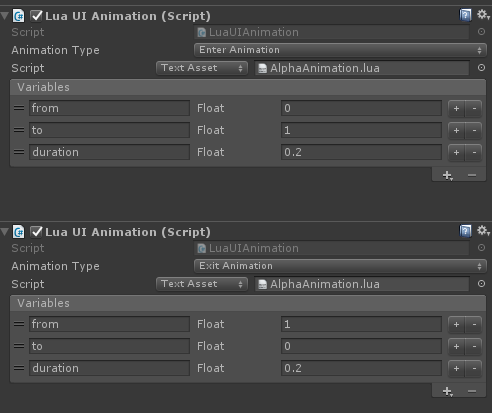 Lua UI Animation (Script)
Script LuaUIAnimation
Animation Type Enter Animation
Script Text Asset AlphaAnimation.lua
Variables
from Float 0 + -
to Float 1 + -
duration Float 0.2 + -
+ -
Lua UI Animation (Script)
Script LuaUIAnimation
Animation Type Exit Animation
Script Text Asset AlphaAnimation.lua
Variables
from Float 1 + -
to Float 0 + -
duration Float 0.2 + -
+ -